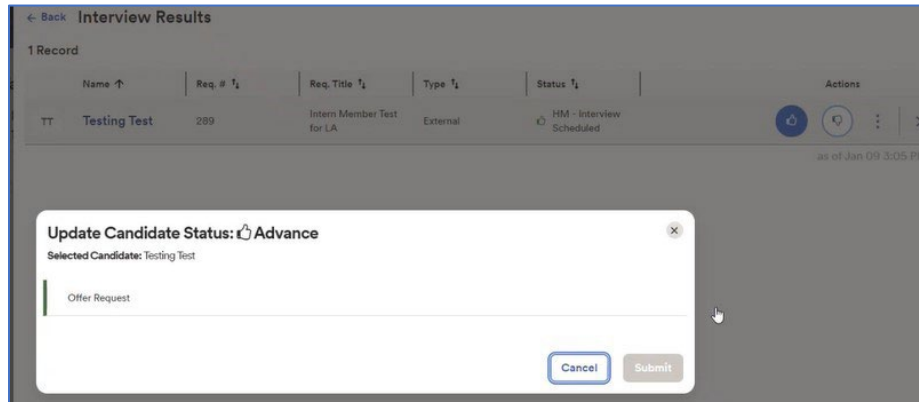 ← Back Interview Results
1 Record
Name ↑ Req. # Req. Title Type Status Actions
TT Testing Test 289 Intern Member Test for LA External HM - Interview Scheduled
as of Jan 09 3:05
Update Candidate Status: Advance
Selected Candidate: Testing Test
Offer Request
Cancel Submit